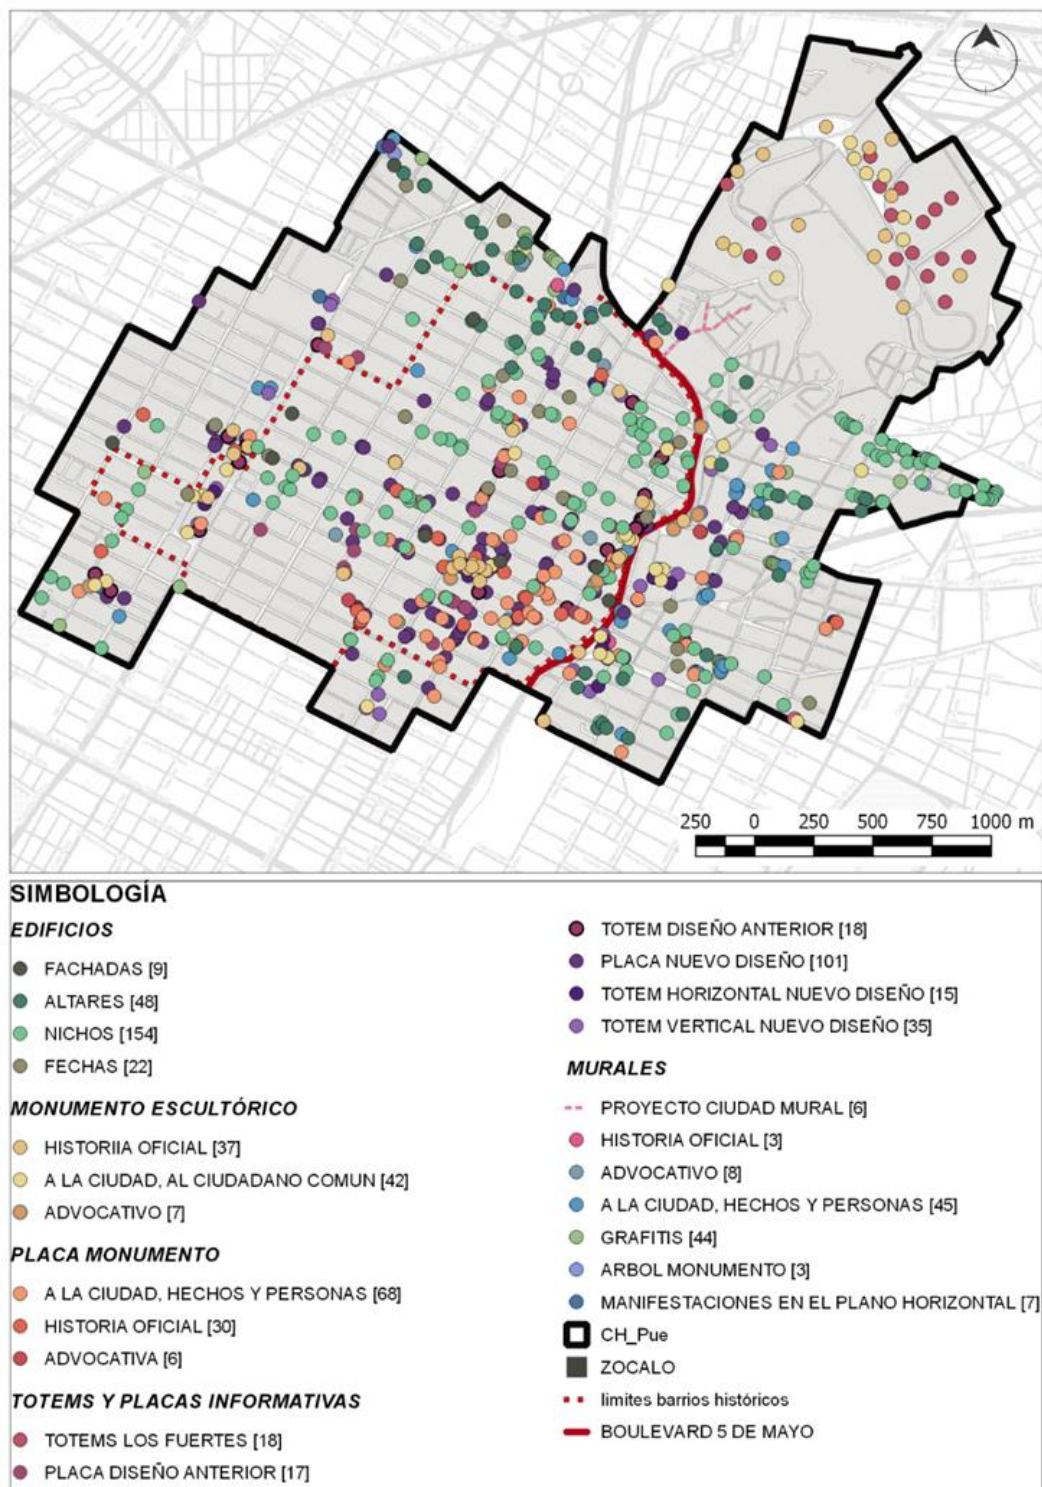 250 0 250 500 750 1000 m
SIMBOLOGÍA
EDIFICIOS
FACHADAS [9]
ALTARES [48]
NICHOS [154]
FECHAS [22]
MONUMENTO ESCULTÓRICO
HISTORIIA OFICIAL [37]
A LA CIUDAD, AL CIUDADANO COMUN [42]
ADVOCATIVO [7]
PLACA MONUMENTO
A LA CIUDAD, HECHOS Y PERSONAS [68]
HISTORIA OFICIAL [30]
ADVOCATIVA [6]
TOTEMS Y PLACAS INFORMATIVAS
TOTEMS LOS FUERTES [18]
PLACA DISEÑO ANTERIOR [17]
TOTEM DISEÑO ANTERIOR [18]
PLACA NUEVO DISEÑO [101]
TOTEM HORIZONTAL NUEVO DISEÑO [15]
TOTEM VERTICAL NUEVO DISEÑO [35]
MURALES
PROYECTO CIUDAD MURAL [6]
HISTORIA OFICIAL [3]
ADVOCATIVO [8]
A LA CIUDAD, HECHOS Y PERSONAS [45]
GRAFITIS [44]
ARBOL MONUMENTO [3]
MANIFESTACIONES EN EL PLANO HORIZONTAL [7]
CH_Pue
ZOCALO
limites barrios históricos
BOULEVARD 5 DE MAYO